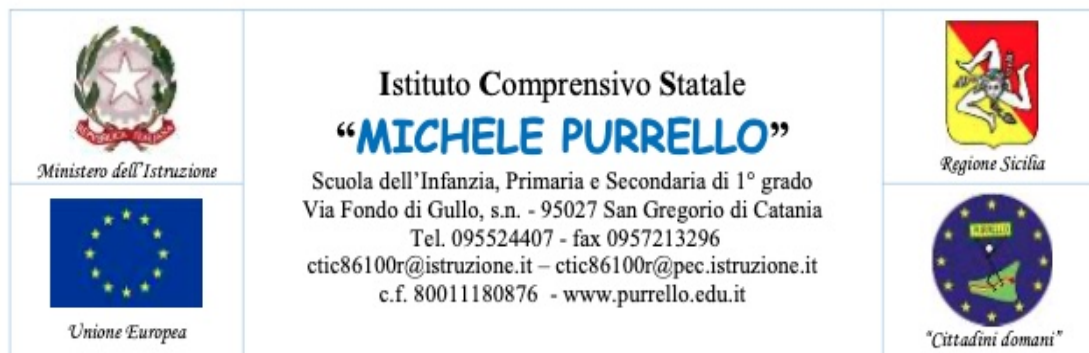 Ministero dell'Istruzione
Unione Europea
Istituto Comprensivo Statale
“MICHELE PURRELLO”
Scuola dell'Infanzia, Primaria e Secondaria di 1° grado
Via Fondo di Gullo, s.n. - 95027 San Gregorio di Catania
Tel. 095524407 - fax 0957213296
ctic86100r@istruzione.it – ctic86100r@pec.istruzione.it
c.f. 80011180876 - www.purrello.edu.it
Regione Sicilia
“Cittadini domani”